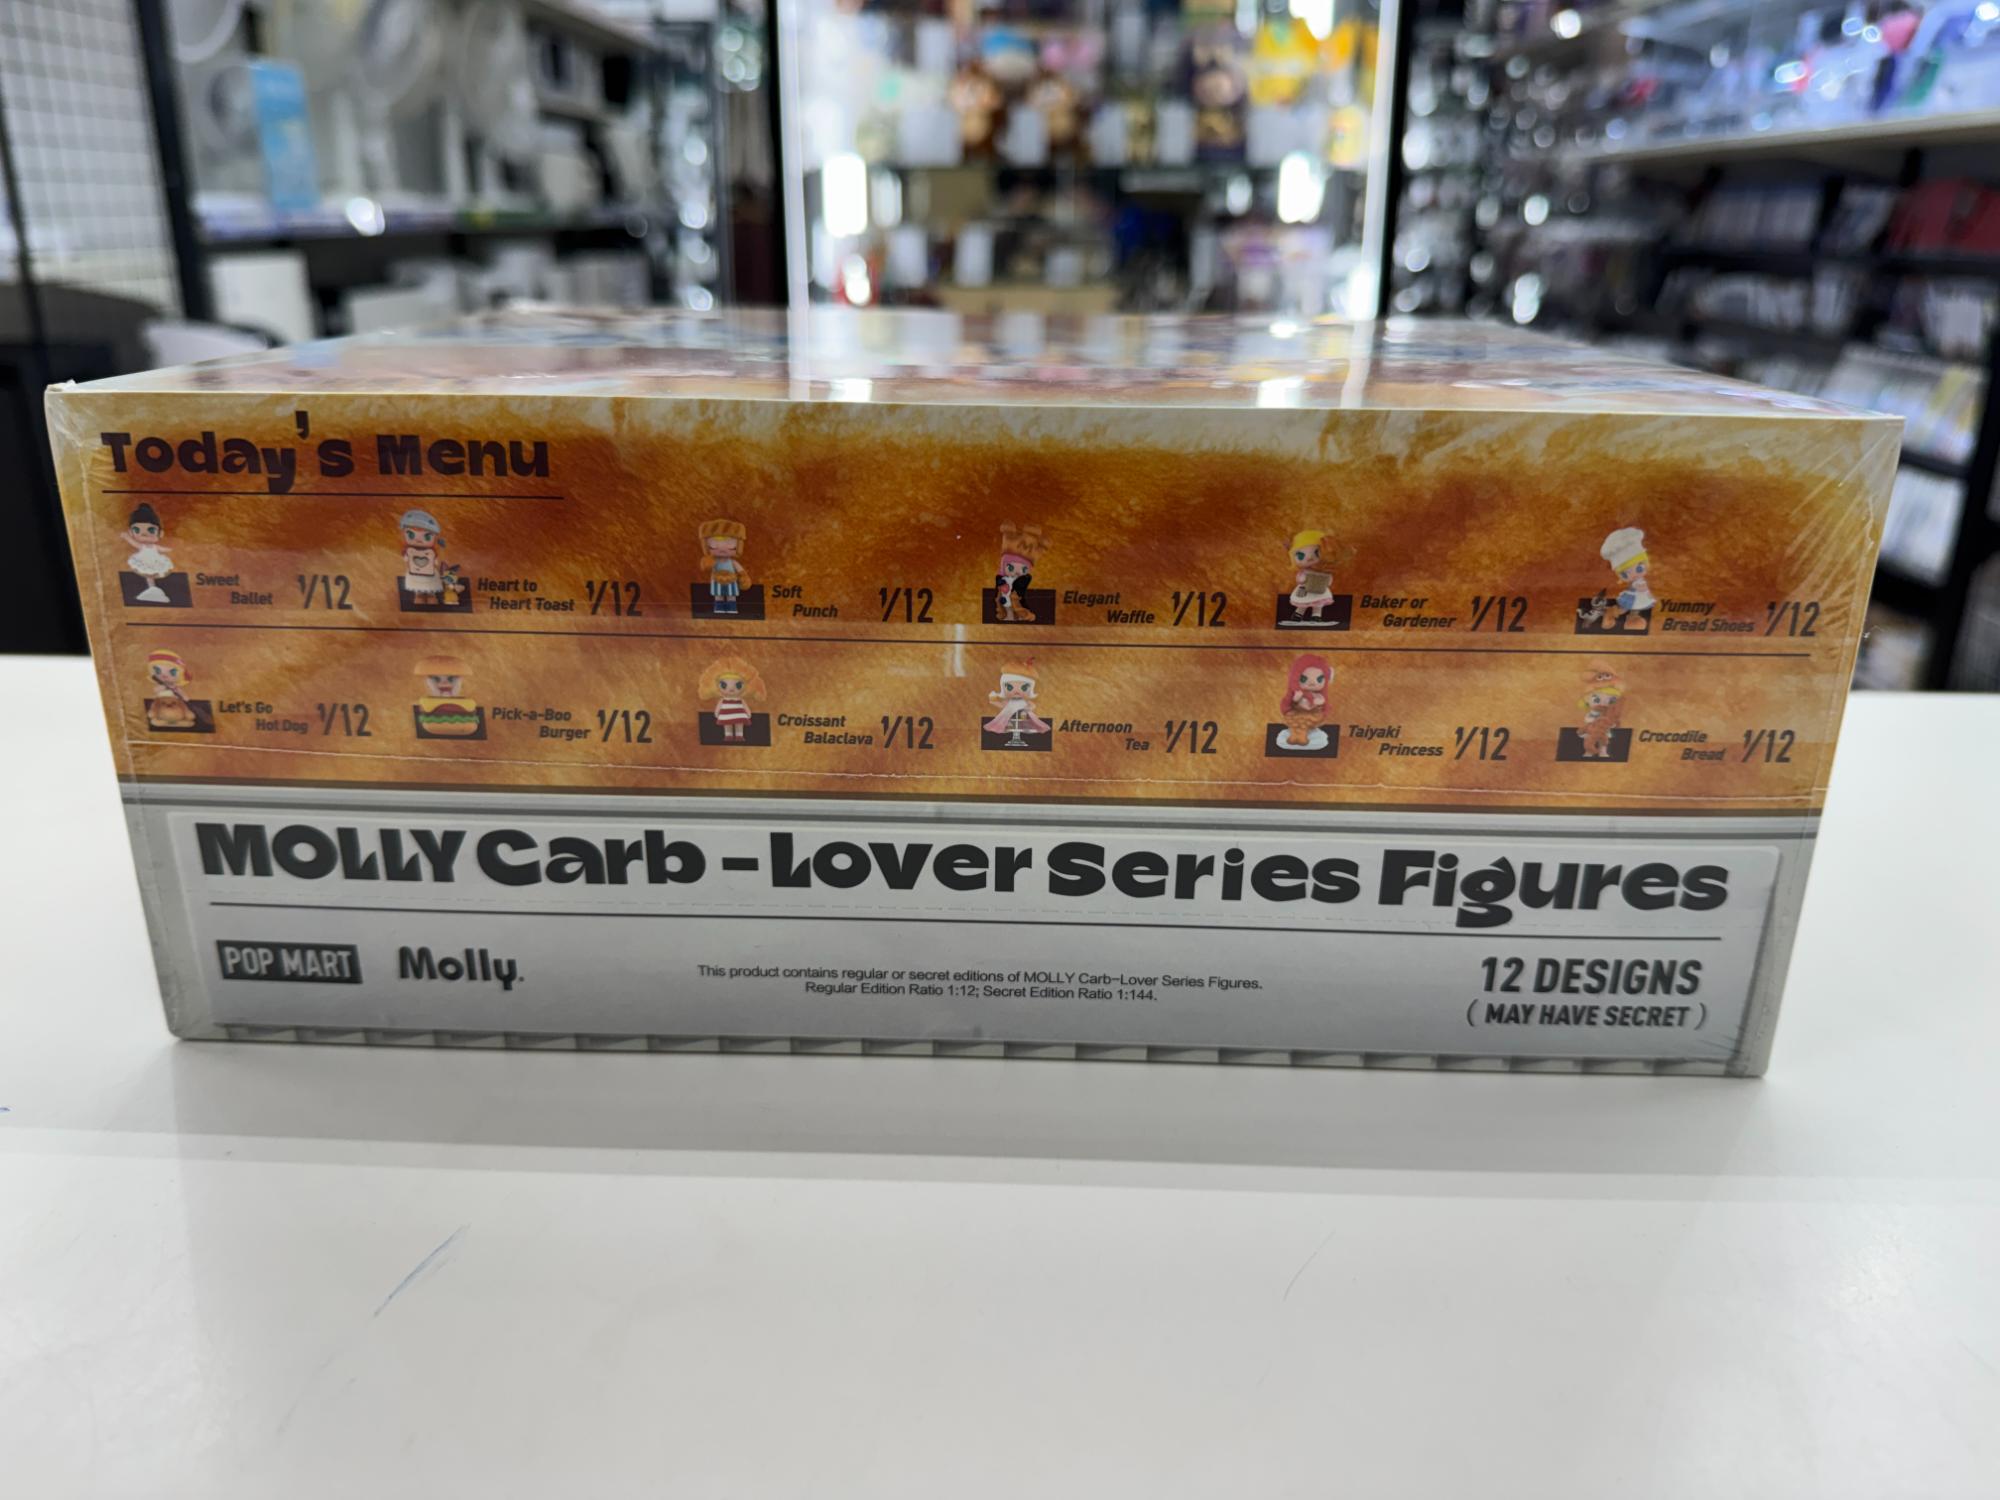 Today's Menu
Sweet
Ballet
1/12
Heart to
Heart Toast
1/12
Soft
Punch
1/12
Elegant
Waffle
1/12
Baker or
Gardener
1/12
Yummy
Bread Shoes
1/12
Let's Go
Hot Dog
1/12
Pick-a-Boo
Burger
1/12
Croissant
Balaclava
1/12
Afternoon
Tea
1/12
Taiyaki
Princess
1/12
Crocodile
Bread
1/12
MOLLY Carb-Lover Series Figures
POP MART
Molly.
This product contains regular or secret editions of MOLLY Carb-Lover Series Figures.
Regular Edition Ratio 1:12; Secret Edition Ratio 1:144.
12 DESIGNS
( MAY HAVE SECRET )